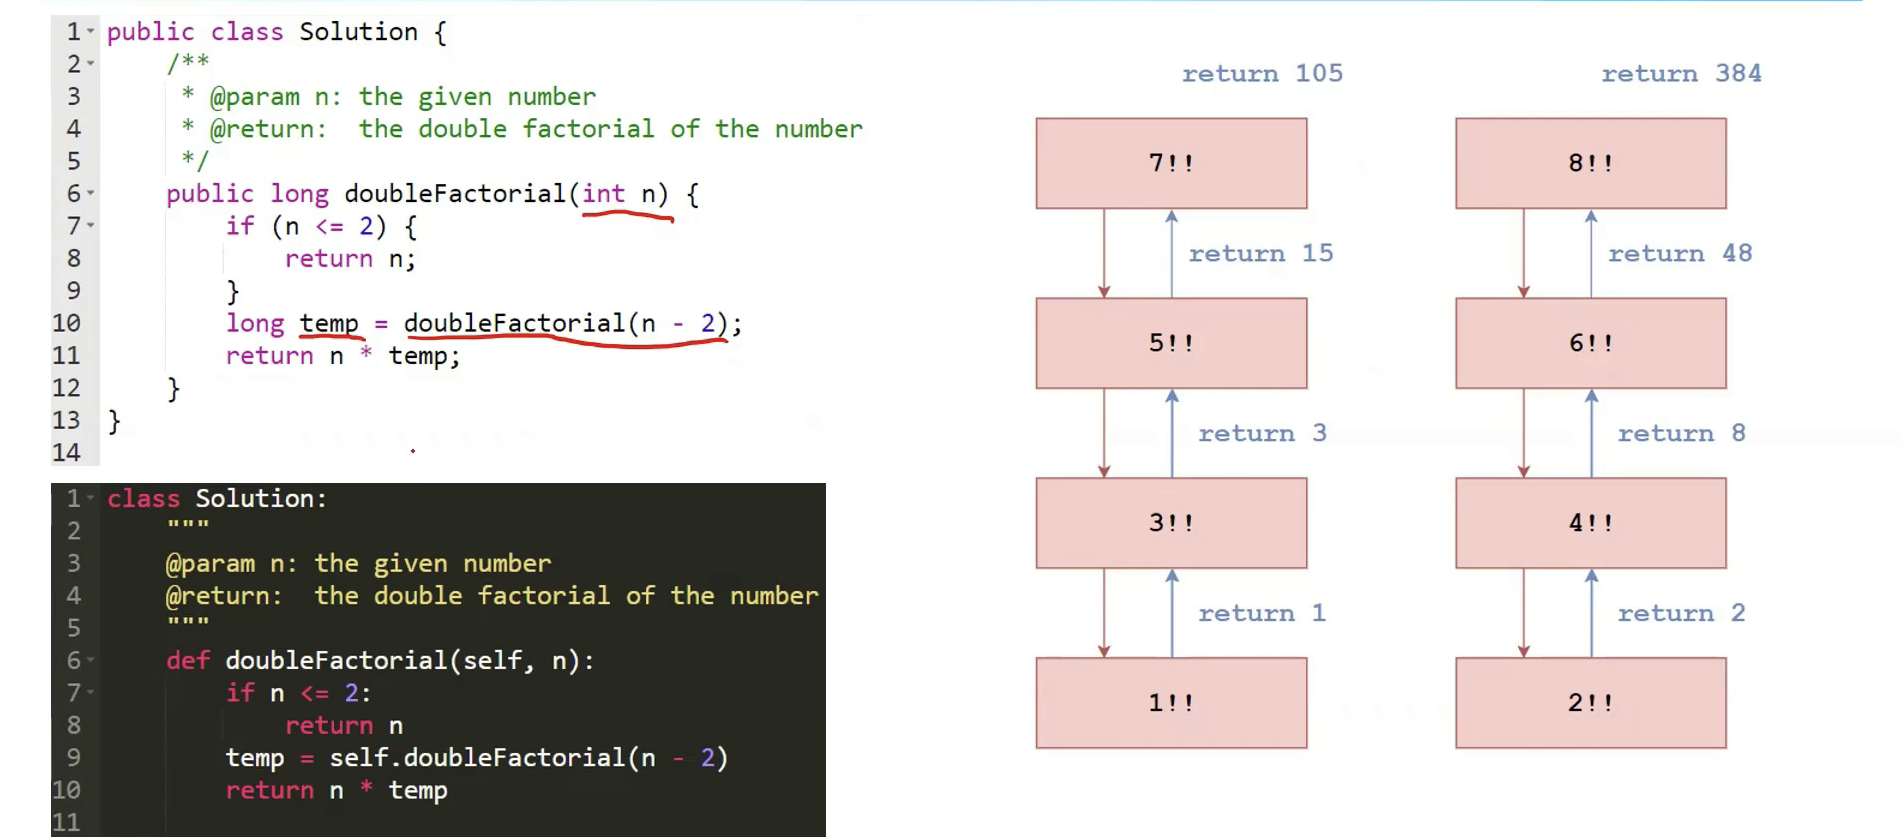 1 public class Solution {
2 /**
3 * @param n: the given number
4 * @return:  the double factorial of the number
5 */
6 public long doubleFactorial(int n) {
7 if (n <= 2) {
8 return n;
9 }
10 long temp = doubleFactorial(n - 2);
11 return n * temp;
12 }
13 }
14
1 class Solution:
2 """
3 @param n: the given number
4 @return:  the double factorial of the number
5 """
6 def doubleFactorial(self, n):
7 if n <= 2:
8 return n
9 temp = self.doubleFactorial(n - 2)
10 return n * temp
11
return 105
7!!
return 15
5!!
return 3
3!!
return 1
1!!
return 384
8!!
return 48
6!!
return 8
4!!
return 2
2!!